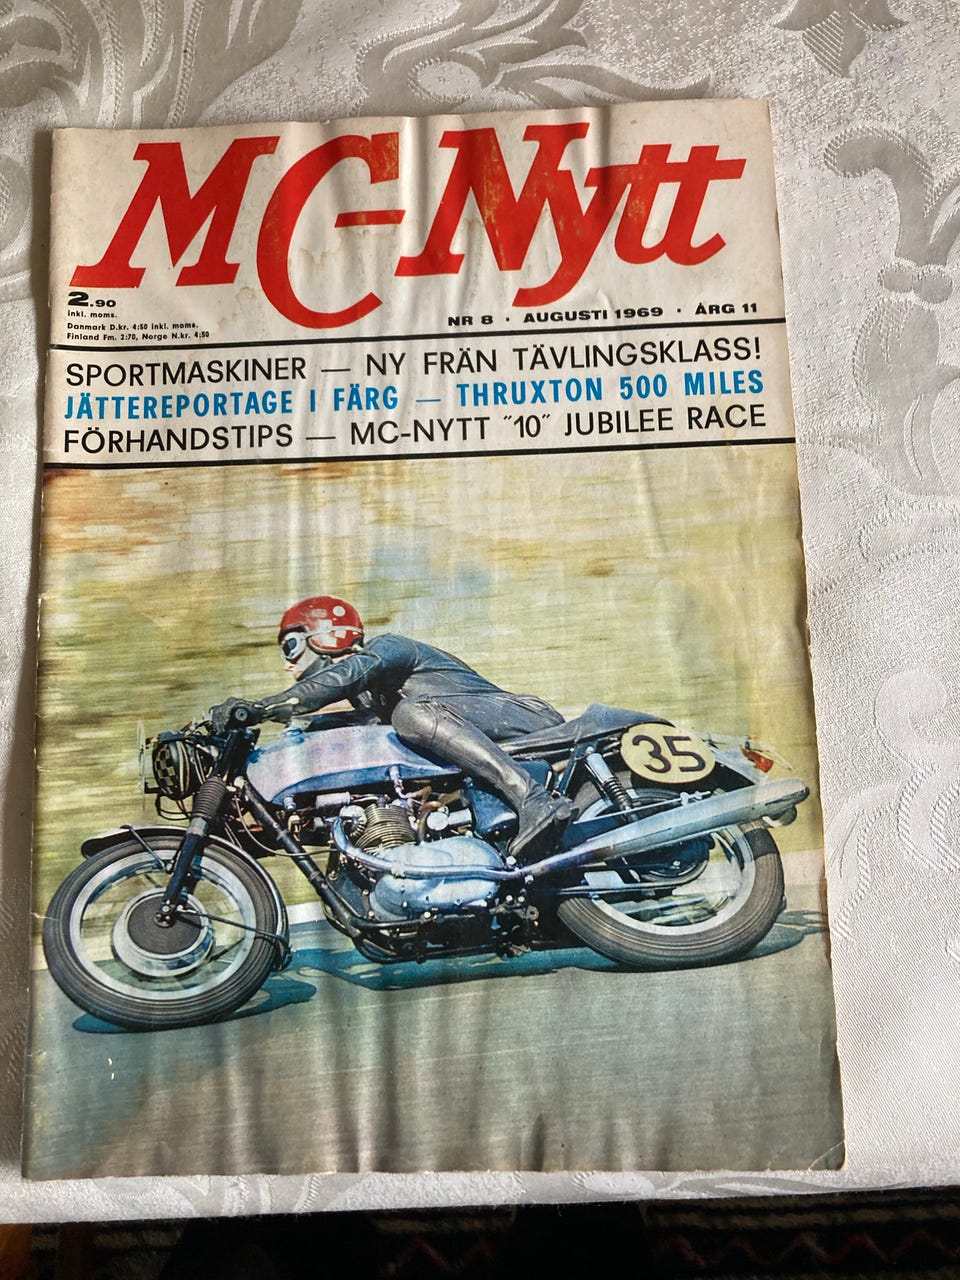 MC-Nytt
2.90
inkl. moms.
Danmark D.kr. 4:50 inkl. moms.
Finland Fm. 2:70, Norge N.kr. 4:50
NR 8 · AUGUSTI 1969 · ÅRG 11
SPORTMASKINER — NY FRÄN TÄVLINGSKLASS!
JÄTTEREPORTAGE I FÄRG — THRUXTON 500 MILES
FÖRHANDSTIPS — MC-NYTT "10" JUBILEE RACE
35